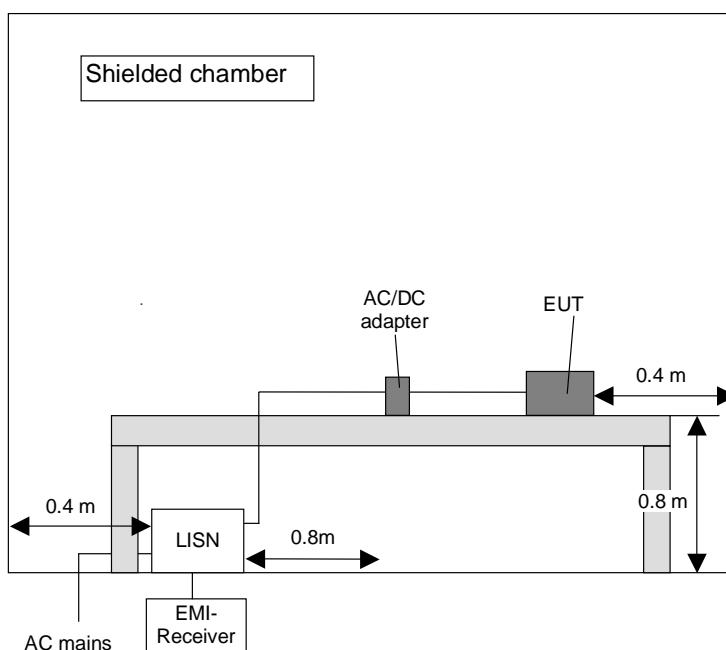 Shielded chamber
AC/DC
adapter
EUT
0.4 m
0.4 m
0.8 m
LISN
0.8m
EMI-
Receiver
AC mains